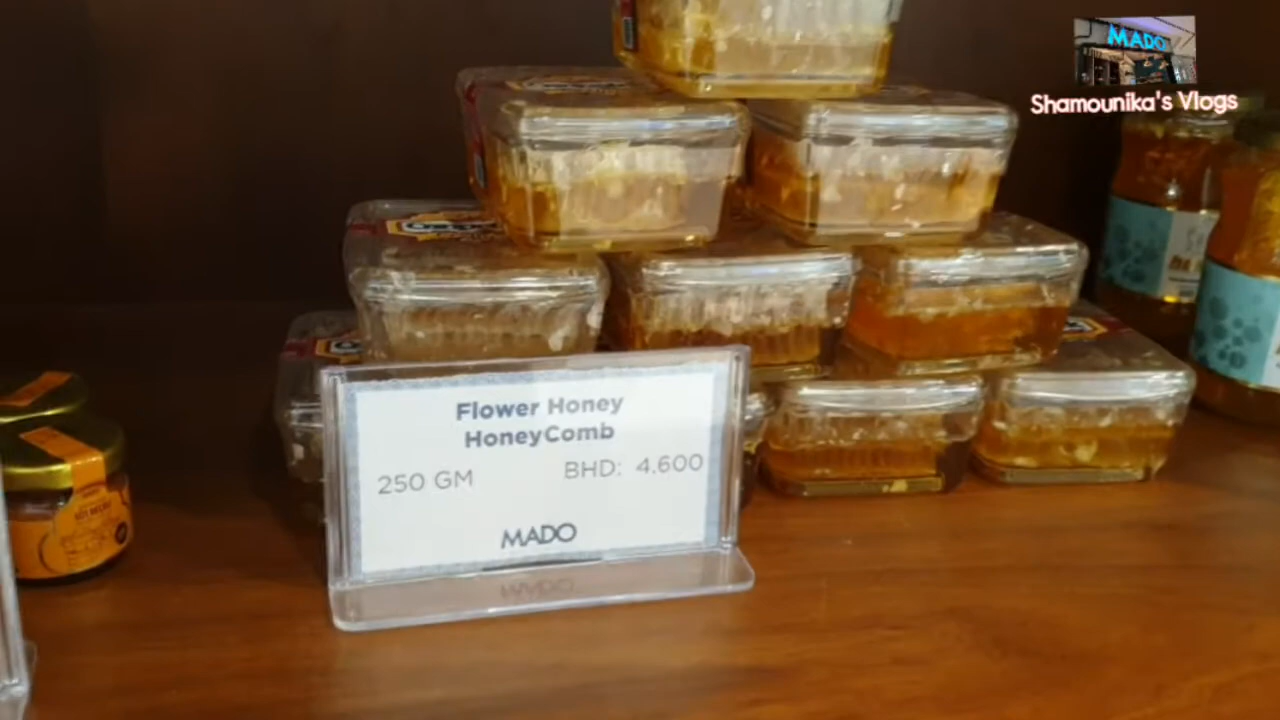 MADO
Shamounika's Vlogs
Flower Honey
HoneyComb
250 GM BHD: 4.600
MADO